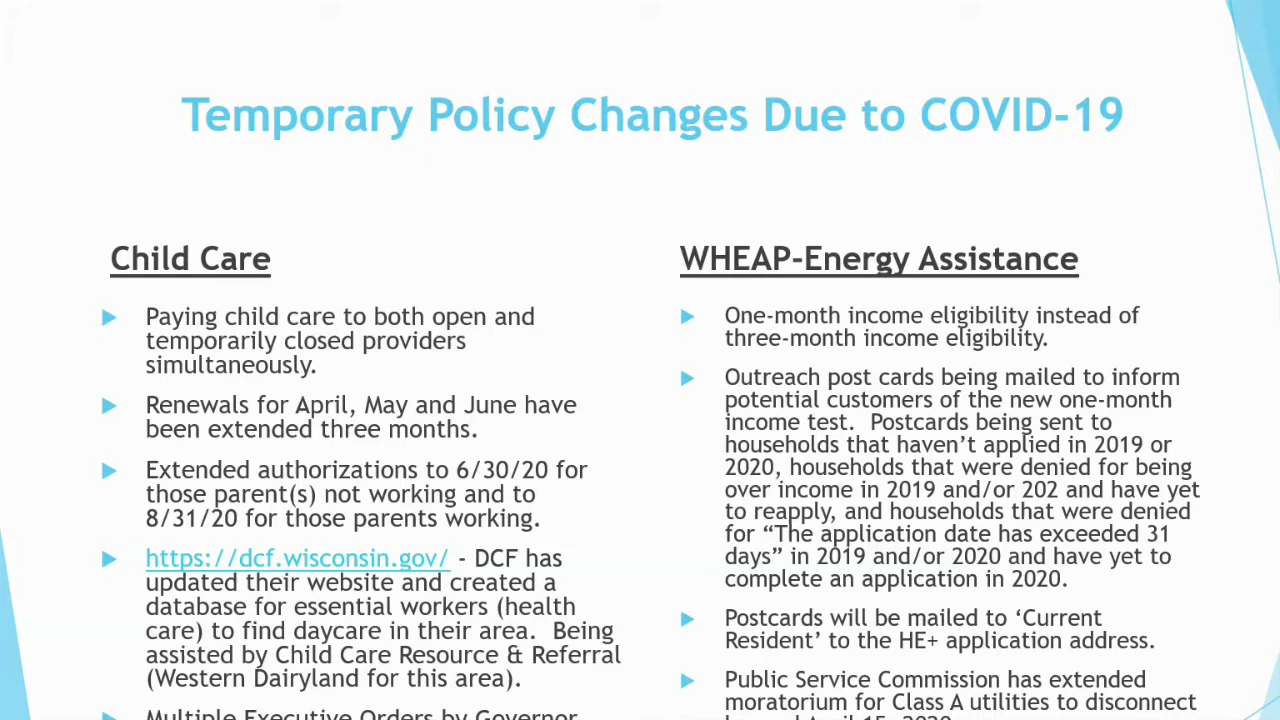 Temporary Policy Changes Due to COVID-19
Child Care
Paying child care to both open and
temporarily closed providers
simultaneously.
Renewals for April, May and June have
been extended three months.
Extended authorizations to 6/30/20 for
those parent(s) not working and to
8/31/20 for those parents working.
https://dcf.wisconsin.gov/ - DCF has
updated their website and created a
database for essential workers (health
care) to find daycare in their area.  Being
assisted by Child Care Resource & Referral
(Western Dairyland for this area).
Multiple Executive Orders by Governor
WHEAP-Energy Assistance
One-month income eligibility instead of
three-month income eligibility.
Outreach post cards being mailed to inform
potential customers of the new one-month
income test.  Postcards being sent to
households that haven’t applied in 2019 or
2020, households that were denied for being
over income in 2019 and/or 202 and have yet
to reapply, and households that were denied
for “The application date has exceeded 31
days” in 2019 and/or 2020 and have yet to
complete an application in 2020.
Postcards will be mailed to ‘Current
Resident’ to the HE+ application address.
Public Service Commission has extended
moratorium for Class A utilities to disconnect
April 15, 2020